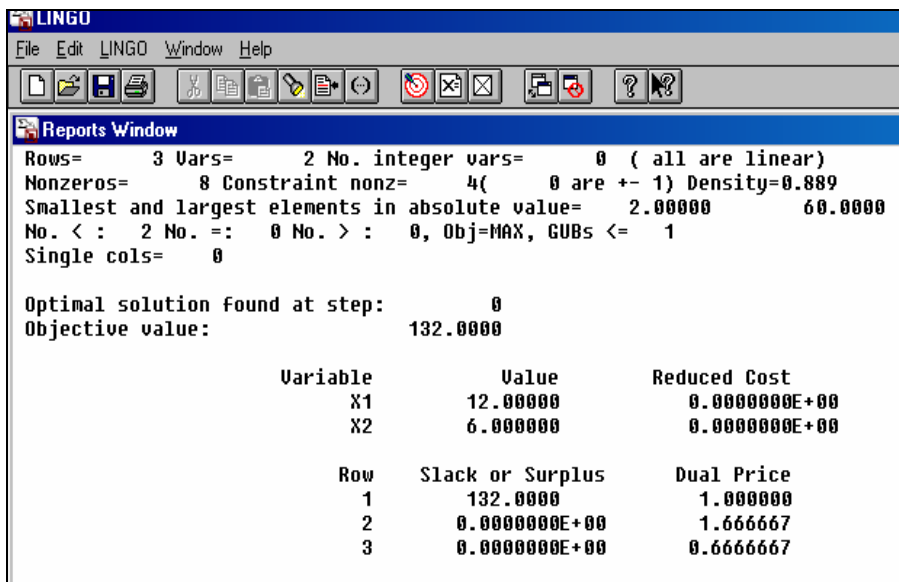 LINGO
File Edit LINGO Window Help
Reports Window
Rows= 3 Vars= 2 No. integer vars= 0 ( all are linear)
Nonzeros= 8 Constraint nonz= 4( 0 are +- 1) Density=0.889
Smallest and largest elements in absolute value= 2.00000 60.0000
No. < : 2 No. =: 0 No. > : 0, Obj=MAX, GUBs <= 1
Single cols= 0
Optimal solution found at step: 0
Objective value: 132.0000
Variable Value Reduced Cost
X1 12.00000 0.0000000E+00
X2 6.000000 0.0000000E+00
Row Slack or Surplus Dual Price
1 132.0000 1.000000
2 0.0000000E+00 1.666667
3 0.0000000E+00 0.6666667